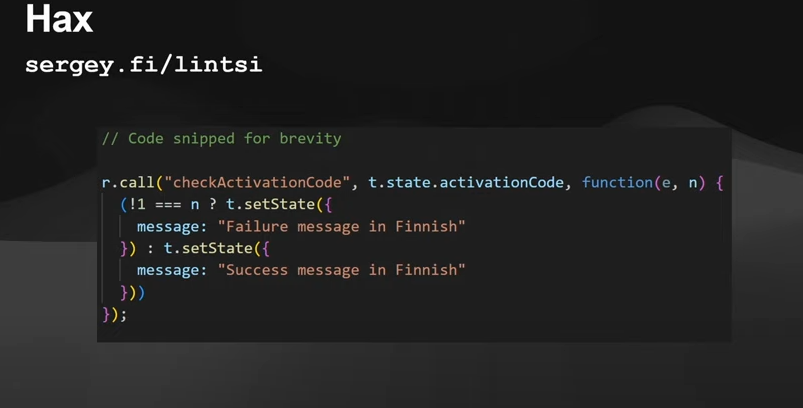 Hax
sergey.fi/lintsi
// Code snipped for brevity
r.call("checkActivationCode", t.state.activationCode, function(e, n) {
(!1 === n ? t.setState({
message: "Failure message in Finnish"
}) : t.setState({
message: "Success message in Finnish"
}))
});